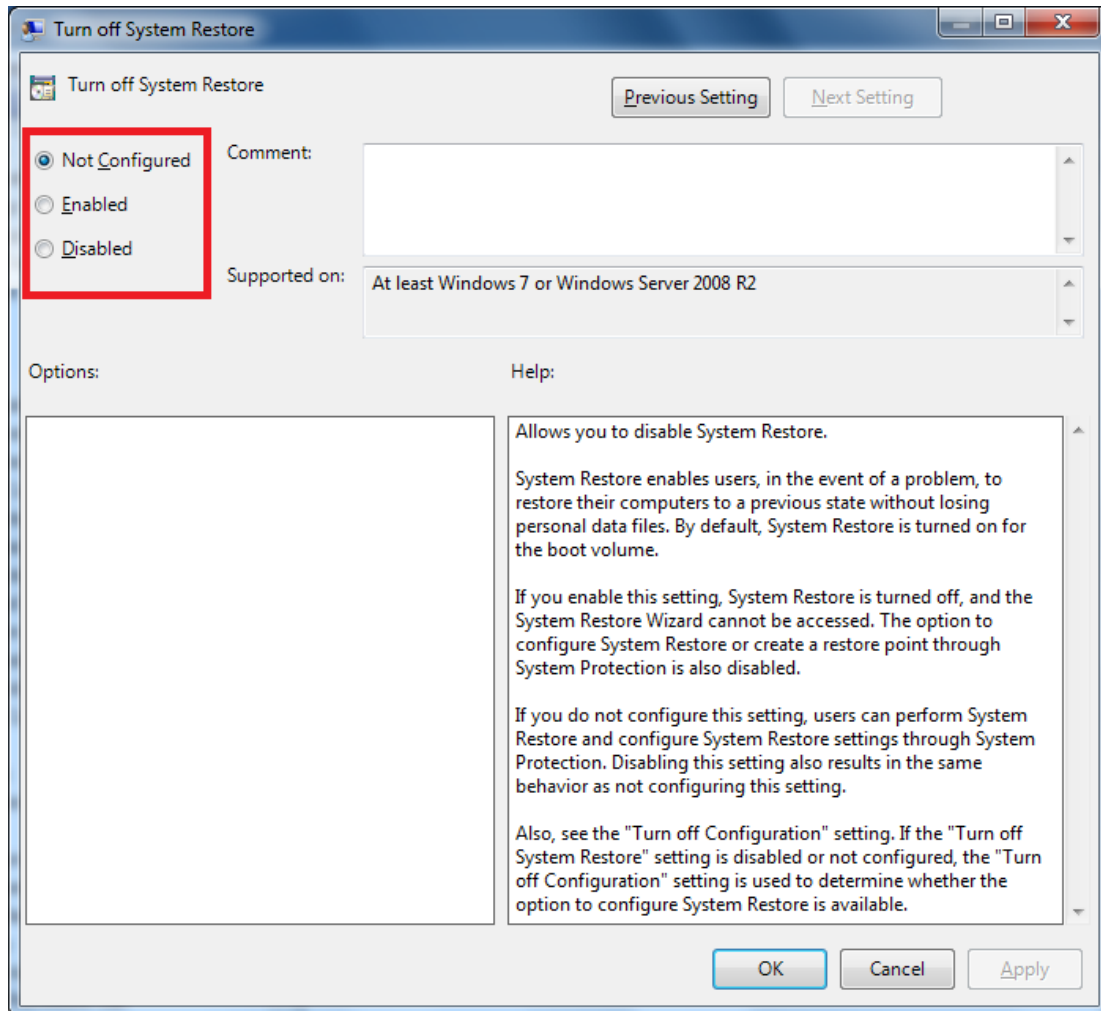 Turn off System Restore
Turn off System Restore
Previous Setting
Next Setting
Not Configured
Enabled
Disabled
Comment:
Supported on:
At least Windows 7 or Windows Server 2008 R2
Options:
Help:
Allows you to disable System Restore.
System Restore enables users, in the event of a problem, to
restore their computers to a previous state without losing
personal data files. By default, System Restore is turned on for
the boot volume.
If you enable this setting, System Restore is turned off, and the
System Restore Wizard cannot be accessed. The option to
configure System Restore or create a restore point through
System Protection is also disabled.
If you do not configure this setting, users can perform System
Restore and configure System Restore settings through System
Protection. Disabling this setting also results in the same
behavior as not configuring this setting.
Also, see the "Turn off Configuration" setting. If the "Turn off
System Restore" setting is disabled or not configured, the "Turn
off Configuration" setting is used to determine whether the
option to configure System Restore is available.
OK
Cancel
Apply